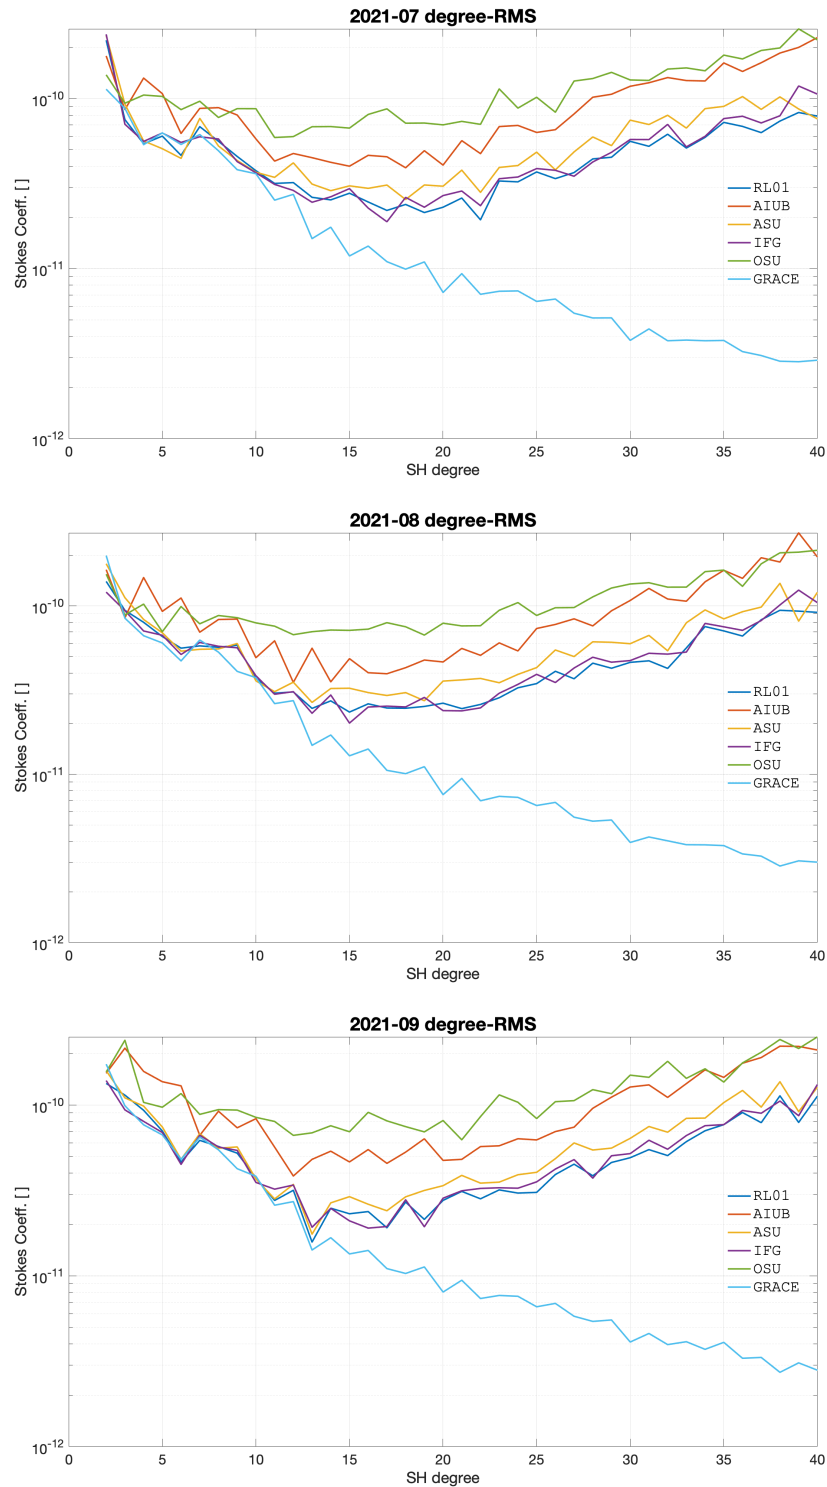 2021-07 degree-RMS
Stokes Coeff. [ ]
10-10
10-11
10-12
RL01
AIUB
ASU
IFG
OSU
GRACE
0 5 10 15 20 25 30 35 40
SH degree
2021-08 degree-RMS
Stokes Coeff. [ ]
10-10
10-11
10-12
RL01
AIUB
ASU
IFG
OSU
GRACE
0 5 10 15 20 25 30 35 40
SH degree
2021-09 degree-RMS
Stokes Coeff. [ ]
10-10
10-11
10-12
RL01
AIUB
ASU
IFG
OSU
GRACE
0 5 10 15 20 25 30 35 40
SH degree